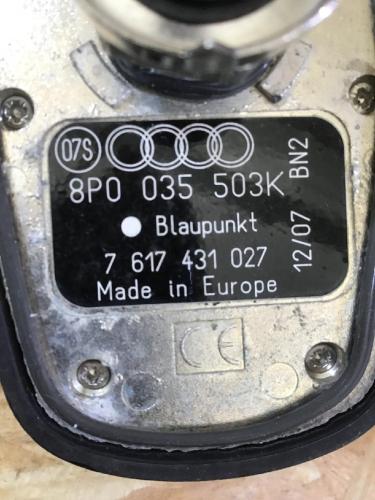 07S
8P0 035 503K
Blaupunkt
7 617 431 027
Made in Europe
12/07 BN2
CE